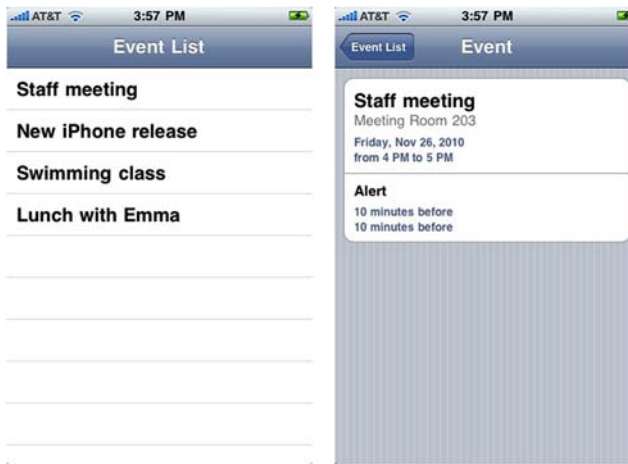 AT&T 3:57 PM
Event List
Staff meeting
New iPhone release
Swimming class
Lunch with Emma
AT&T 3:57 PM
Event List Event
Staff meeting
Meeting Room 203
Friday, Nov 26, 2010
from 4 PM to 5 PM
Alert
10 minutes before
10 minutes before